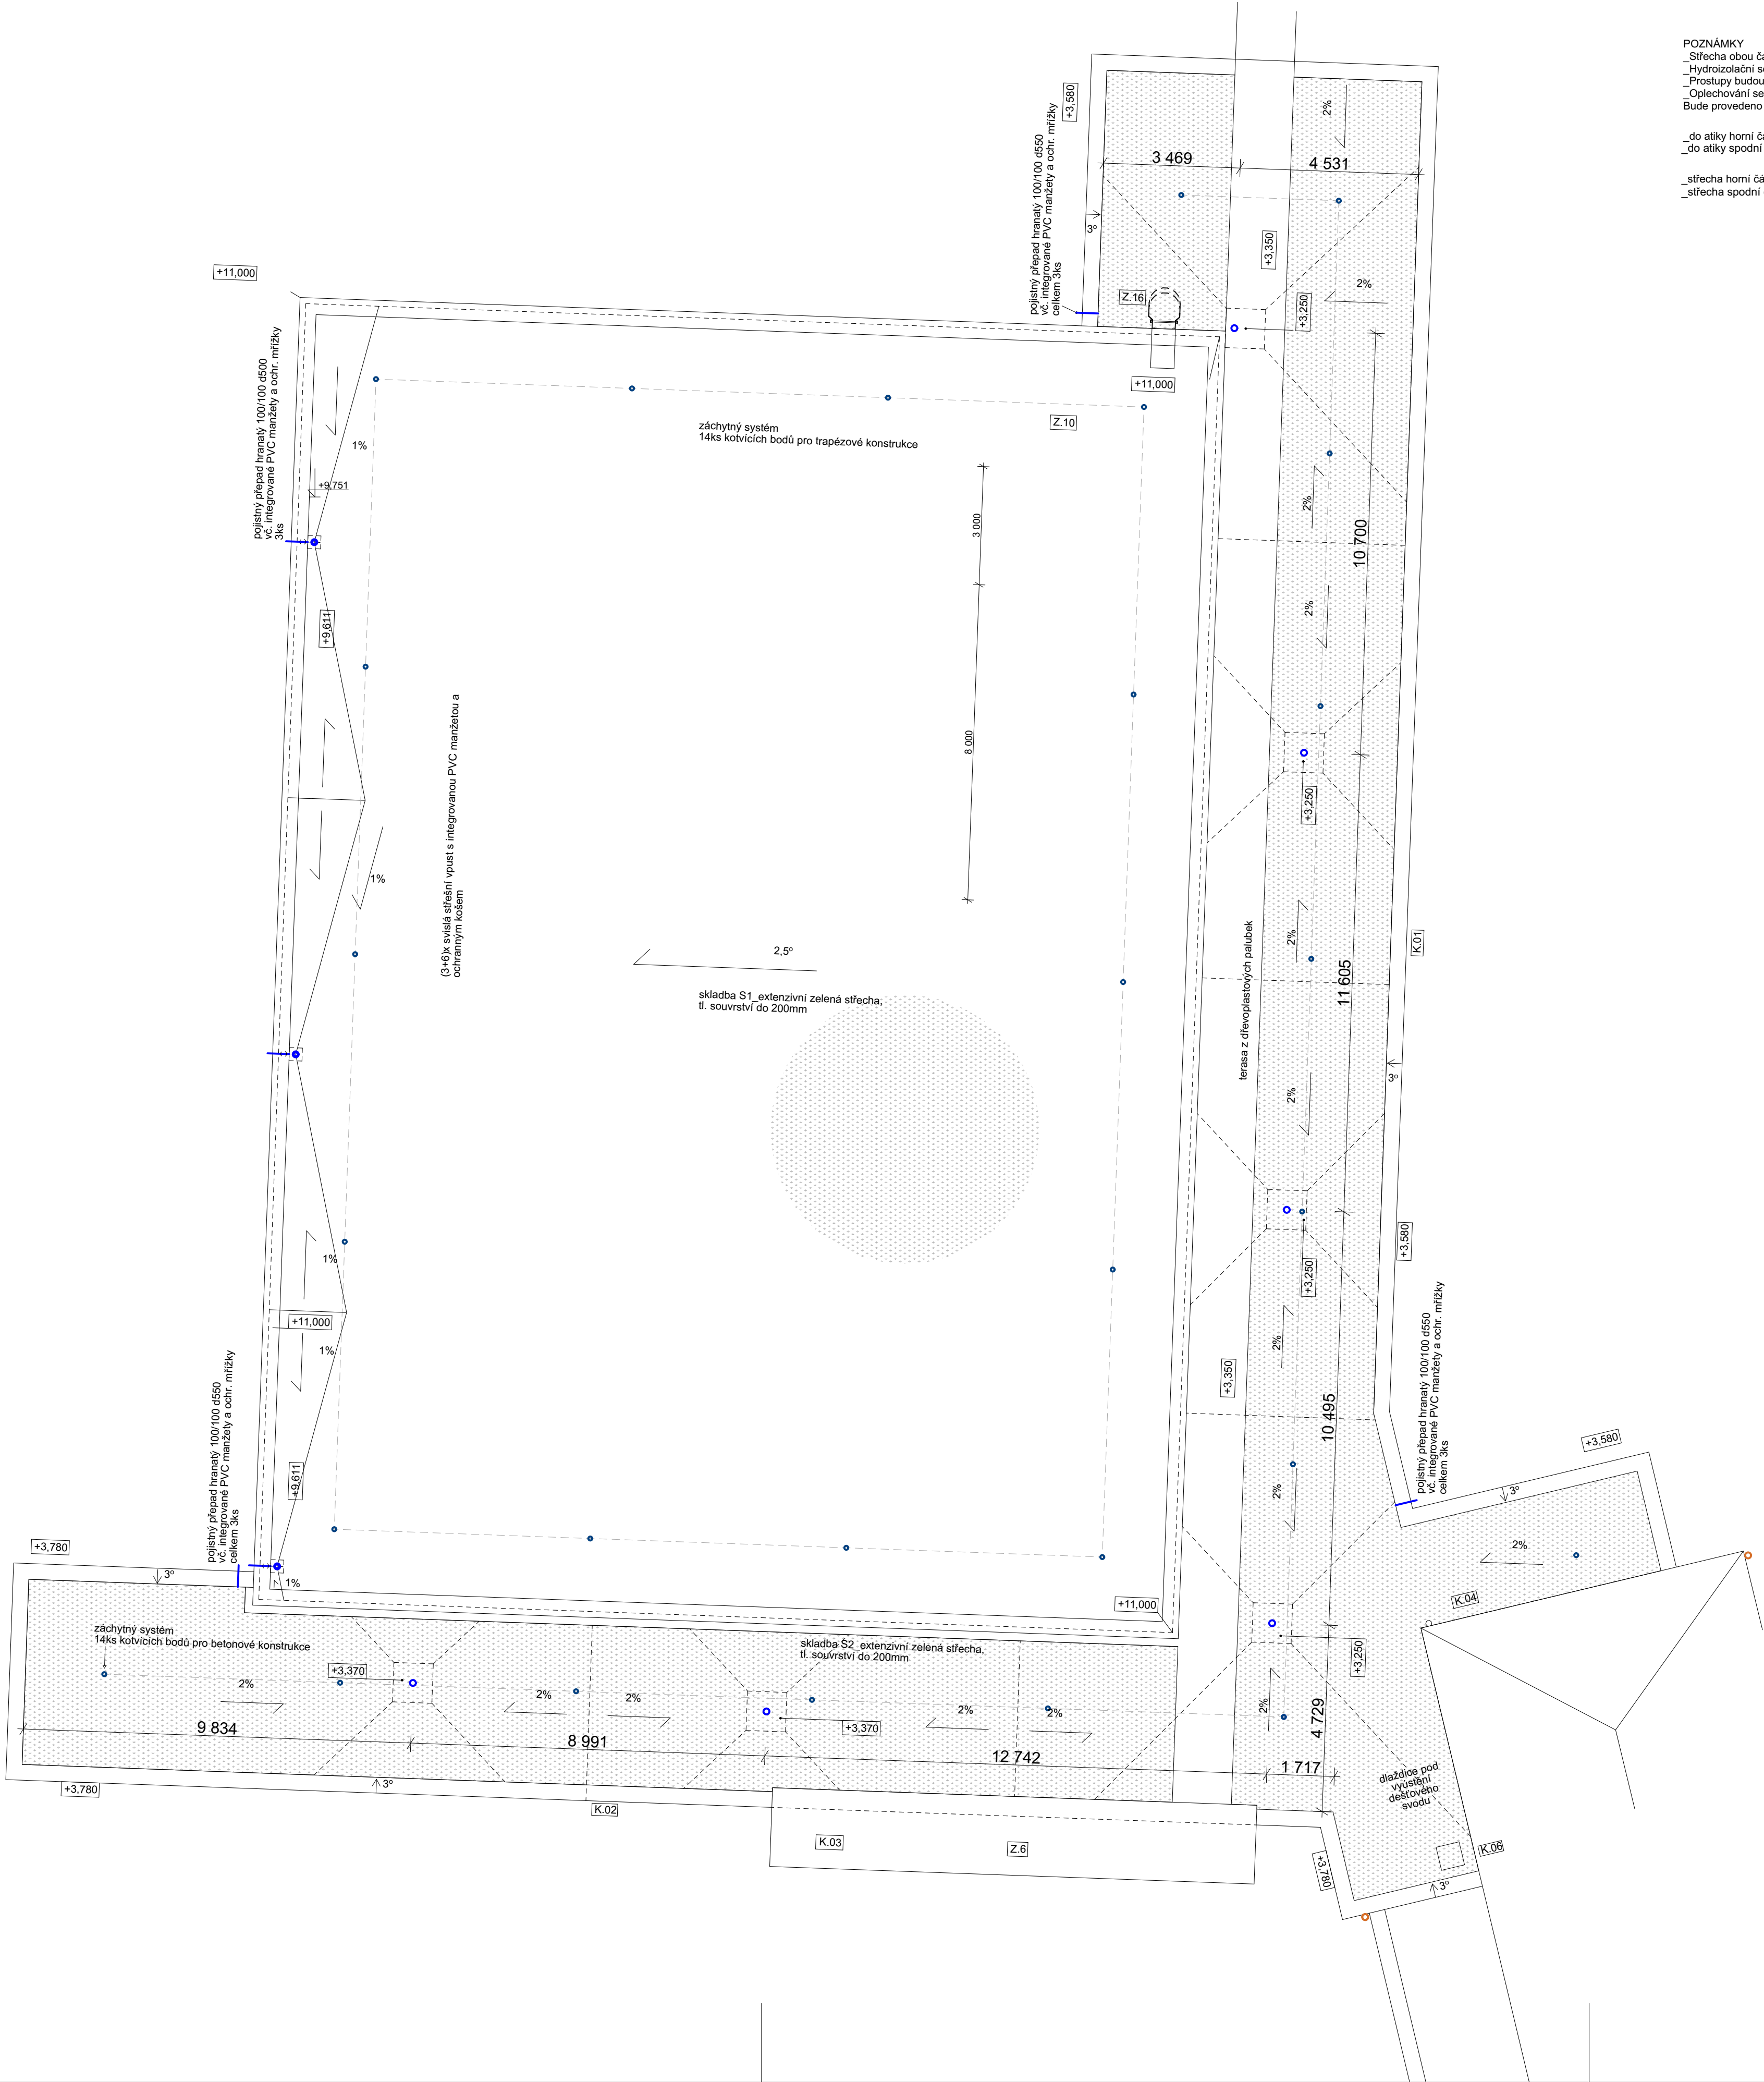 POZNÁMKY
_Střecha obou
_Hydroizolační
_Prostupy budou
_Oplechování
Bude provedeno
_do atiky horní
_do atiky spodní
_střecha horní
_střecha spodní
+3,580
pojistný přepad hranatý 100/100 d550
vč. integrované PVC manžety a ochr. mřížky
celkem 3ks
2%
3 469
4 531
3º
+3,350
2%
Z.16
+3,250
+11,000
+11,000
Z.10
pojistný přepad hranatý 100/100 d500
vč. integrované PVC manžety a ochr. mřížky
3ks
1%
záchytný systém
14ks kotvících bodů pro trapézové konstrukce
+9,751
3 000
2%
10 700
2%
+9,611
(3+6)x svislá střešní vpust s integrovanou PVC manžetou a
ochranným košem
8 000
+3,250
1%
2,5º
skladba S1_extenzivní zelená střecha,
tl. souvrství do 200mm
terasa z dřevoplastových palubek
2%
K.01
11 605
2%
3º
+3,580
+3,250
1%
+11,000
1%
2%
+3,350
10 495
pojistný přepad hranatý 100/100 d550
vč. integrované PVC manžety a ochr. mřížky
celkem 3ks
pojistný přepad hranatý 100/100 d550
vč. integrované PVC manžety a ochr. mřížky
celkem 3ks
+9,611
2%
+3,580
3º
2%
+3,780
3º
1%
+11,000
K.04
záchytný systém
14ks kotvících bodů pro betonové konstrukce
skladba S2_extenzivní zelená střecha,
tl. souvrství do 200mm
+3,370
+3,250
2%
2%
2%
2%
2%
2%
+3,370
9 834
8 991
12 742
4 729
1 717
+3,780
3º
K.02
dlaždice pod
vyústění
dešťového
svodu
K.03
Z.6
K.06
+3,780
3º